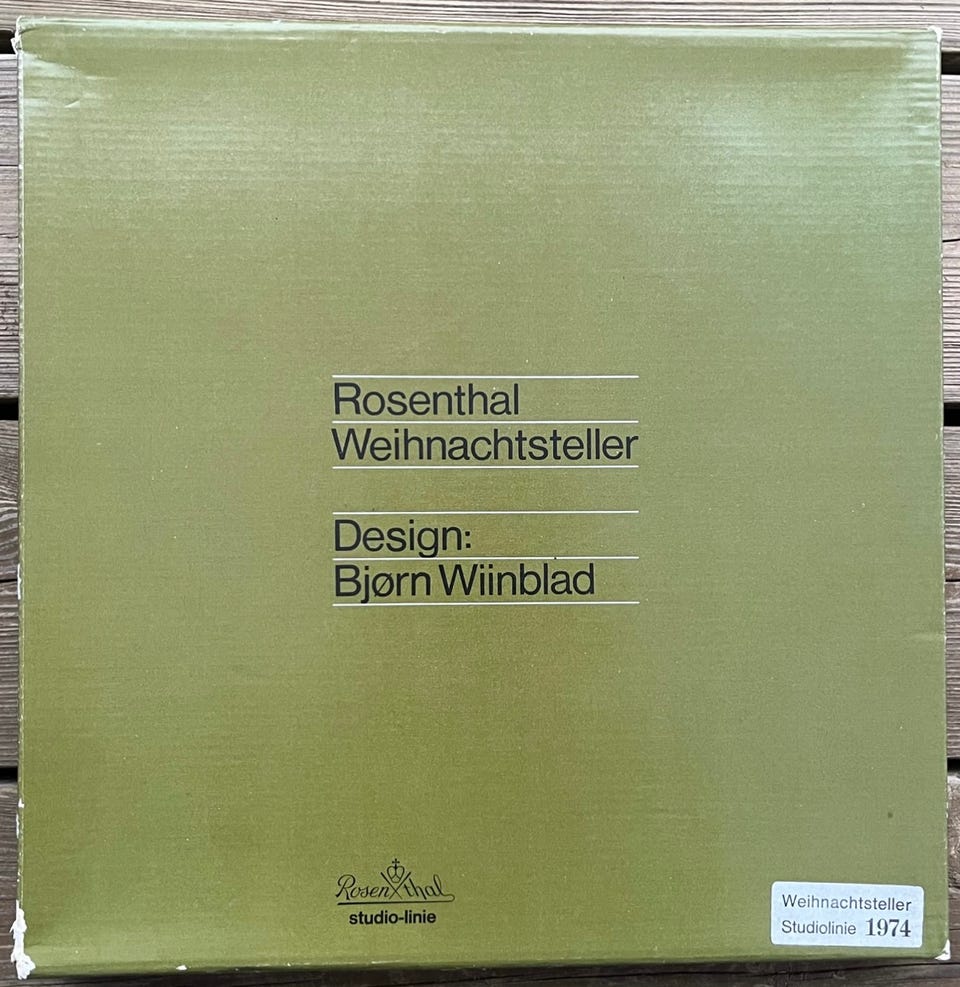 Rosenthal
Weihnachtsteller
Design:
Bjørn Wiinblad
Rosenthal
studio-linie
Weihnachtsteller
Studiolinie 1974